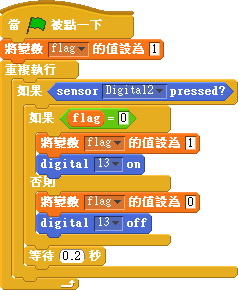 當 被點一下
將變數 flag 的值設為 1
重複執行
如果 sensor Digital2 pressed?
如果 flag = 0
將變數 flag 的值設為 1
digital 13 on
否則
將變數 flag 的值設為 0
digital 13 off
等待 0.2 秒